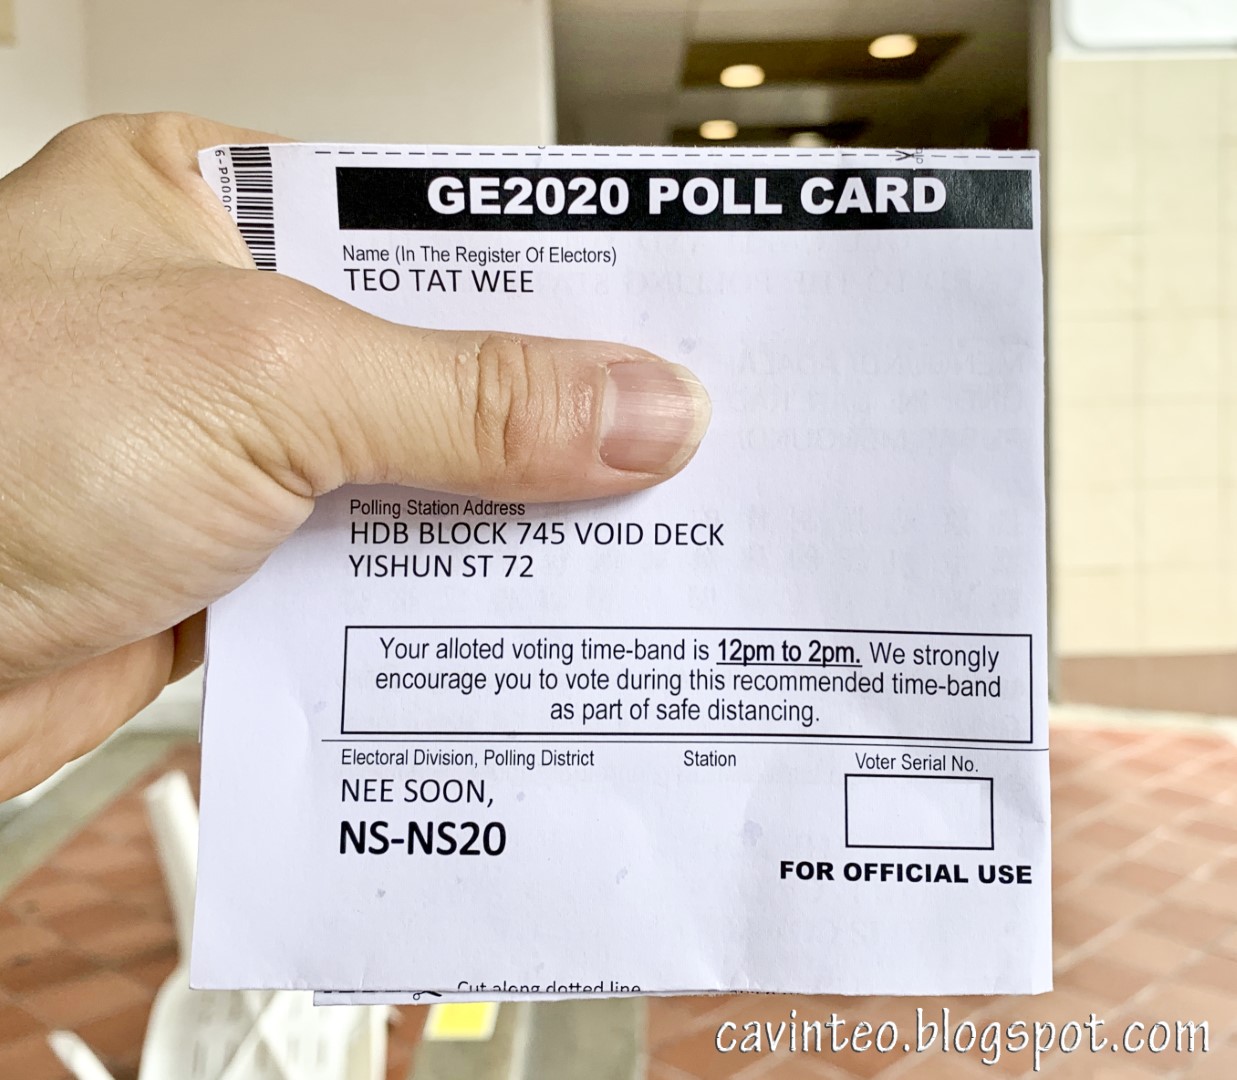 GE2020 POLL CARD
Name (In The Register Of Electors)
TEO TAT WEE
Polling Station Address
HDB BLOCK 745 VOID DECK
YISHUN ST 72
Your alloted voting time-band is 12pm to 2pm. We strongly
encourage you to vote during this recommended time-band
as part of safe distancing.
Electoral Division, Polling District
Station
Voter Serial No.
NEE SOON,
NS-NS20
FOR OFFICIAL USE
Cut along dotted line
cavinteo.blogspot.com